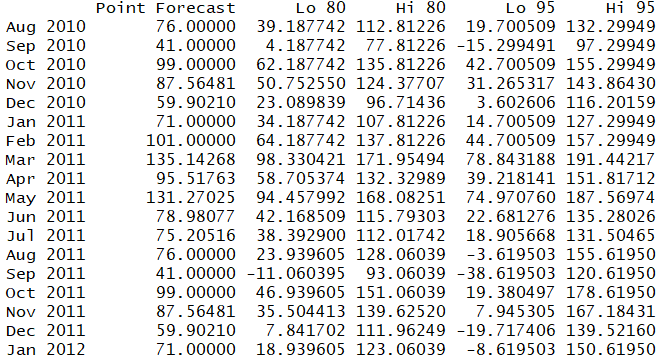 Point Forecast Lo 80 Hi 80 Lo 95 Hi 95
Aug 2010 76.00000 39.187742 112.81226 19.700509 132.29949
Sep 2010 41.00000 4.187742 77.81226 -15.299491 97.29949
Oct 2010 99.00000 62.187742 135.81226 42.700509 155.29949
Nov 2010 87.56481 50.752550 124.37707 31.265317 143.86430
Dec 2010 59.90210 23.089839 96.71436 3.602606 116.20159
Jan 2011 71.00000 34.187742 107.81226 14.700509 127.29949
Feb 2011 101.00000 64.187742 137.81226 44.700509 157.29949
Mar 2011 135.14268 98.330421 171.95494 78.843188 191.44217
Apr 2011 95.51763 58.705374 132.32989 39.218141 151.81712
May 2011 131.27025 94.457992 168.08251 74.970760 187.56974
Jun 2011 78.98077 42.168509 115.79303 22.681276 135.28026
Jul 2011 75.20516 38.392900 112.01742 18.905668 131.50465
Aug 2011 76.00000 23.939605 128.06039 -3.619503 155.61950
Sep 2011 41.00000 -11.060395 93.06039 -38.619503 120.61950
Oct 2011 99.00000 46.939605 151.06039 19.380497 178.61950
Nov 2011 87.56481 35.504413 139.62520 7.945305 167.18431
Dec 2011 59.90210 7.841702 111.96249 -19.717406 139.52160
Jan 2012 71.00000 18.939605 123.06039 -8.619503 150.61950